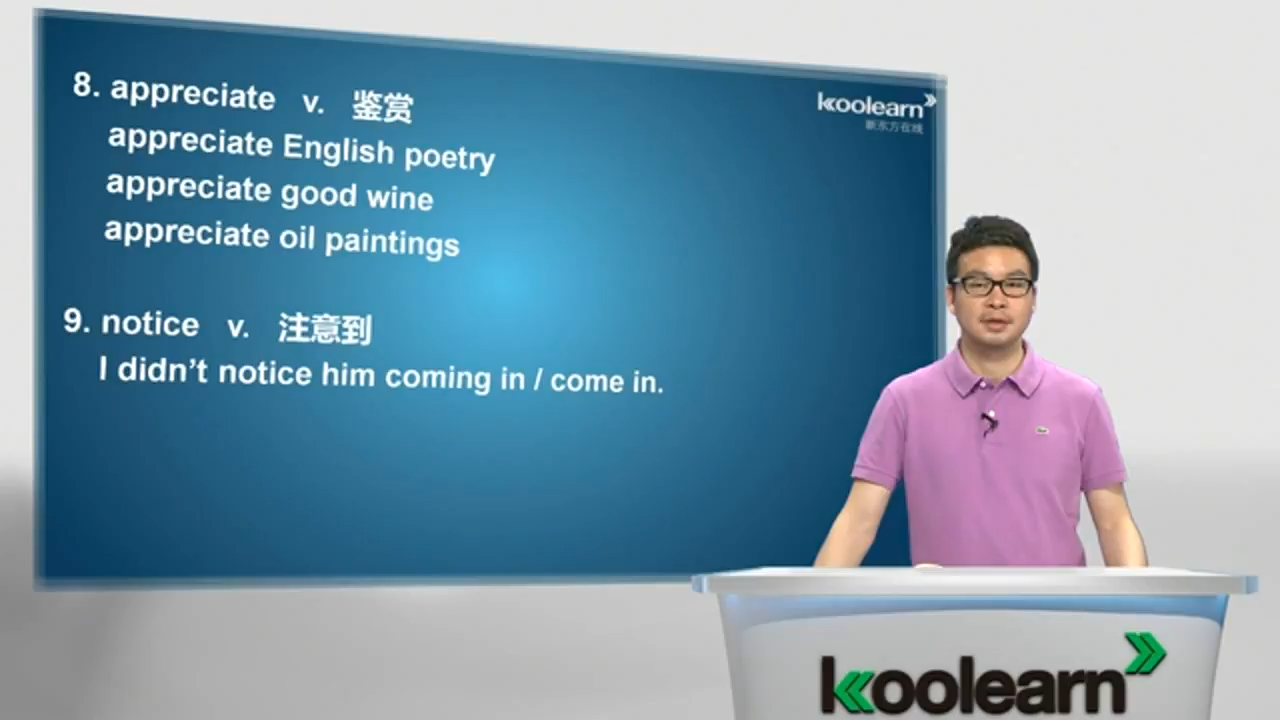 8. appreciate v. 鉴赏
appreciate English poetry
appreciate good wine
appreciate oil paintings
9. notice v. 注意到
I didn't notice him coming in / come in.
koolearn
新东方在线
koolearn